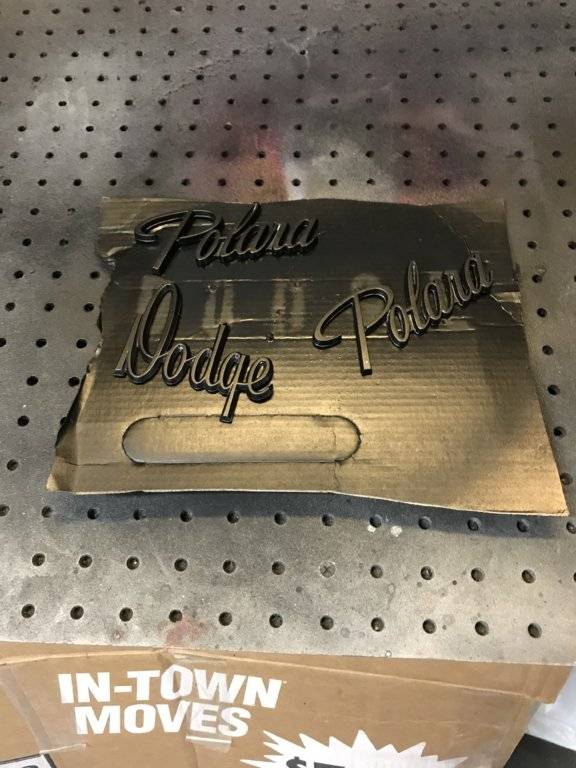 Polara
Polara
Dodge
IN-TOWN
MOVES
$